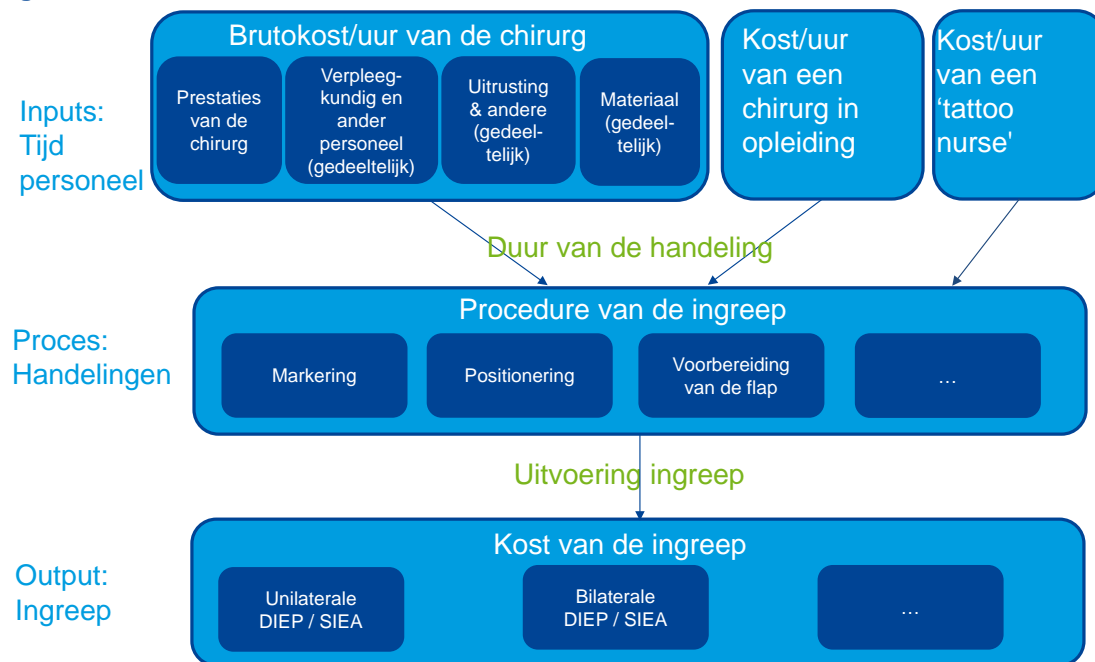 Brutokost/uur van de chirurg
Prestaties
van de
chirurg
Verpleeg-
kundig en
ander
personeel
(gedeeltelijk)
Uitrusting
& andere
(gedeel-
telijk)
Materiaal
(gedeel-
telijk)
Kost/uur
van een
chirurg in
opleiding
Kost/uur
van een
‘tattoo
nurse'
Inputs:
Tijd
personeel
Duur van de handeling
Procedure van de ingreep
Proces:
Handelingen
Markering
Positionering
Voorbereiding
van de flap
…
Uitvoering ingreep
Kost van de ingreep
Output:
Ingreep
Unilaterale
DIEP / SIEA
Bilaterale
DIEP / SIEA
…